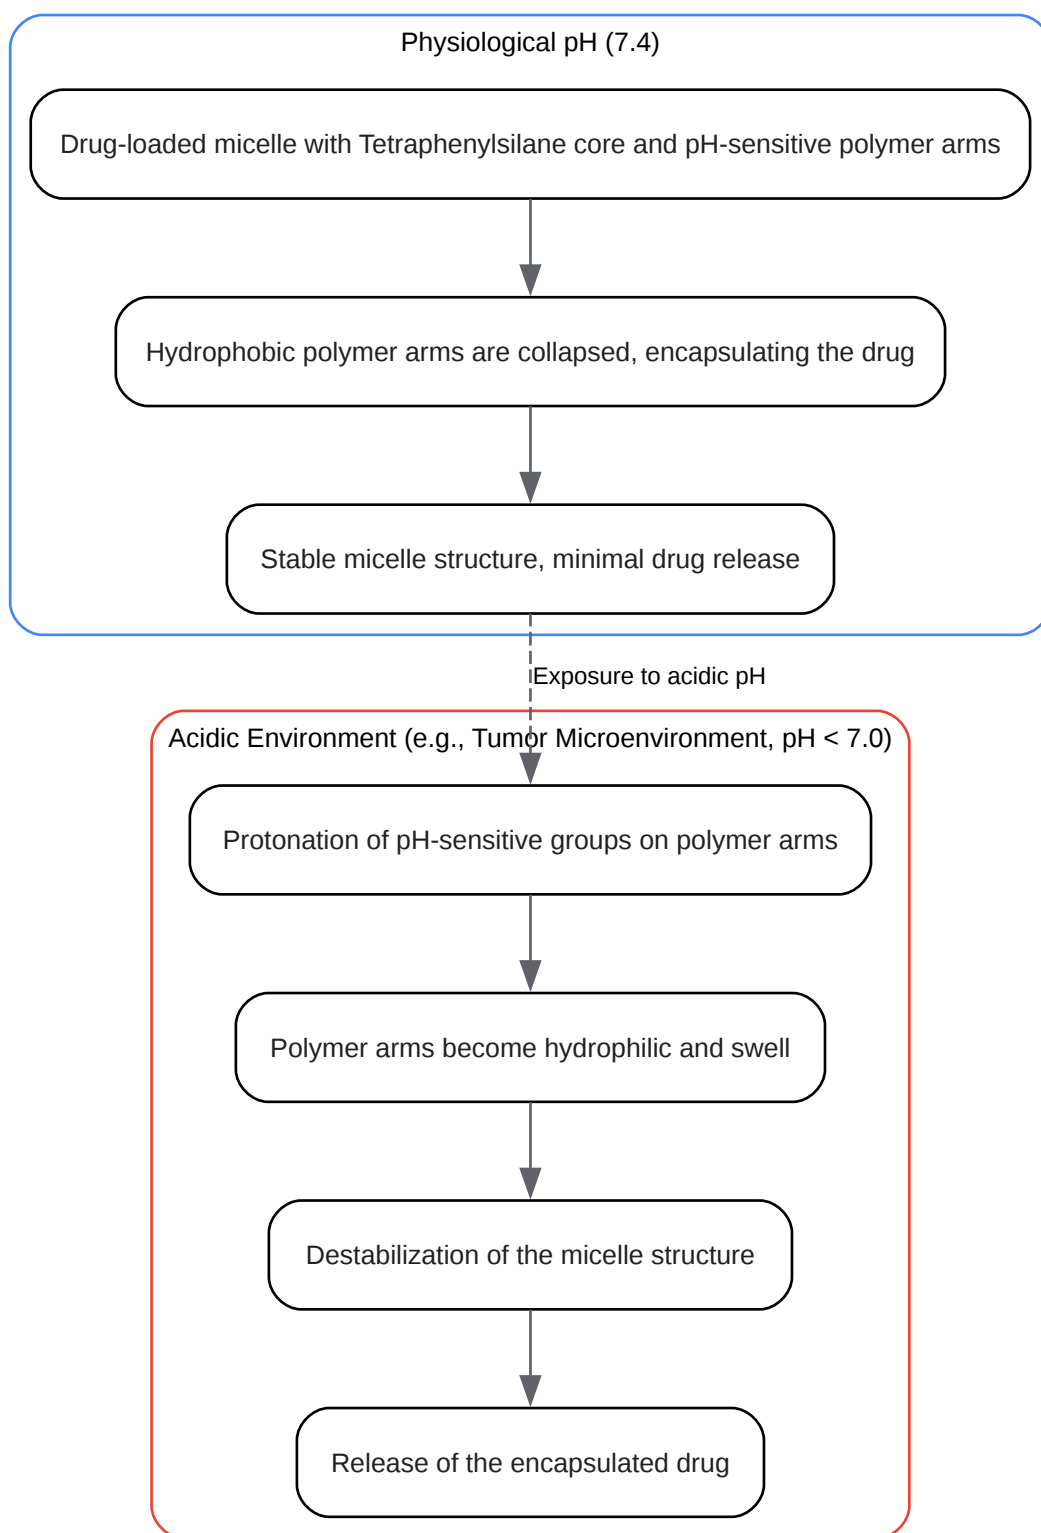 Physiological pH (7.4)
Drug-loaded micelle with Tetraphenylsilane core and pH-sensitive polymer arms
Hydrophobic polymer arms are collapsed, encapsulating the drug
Stable micelle structure, minimal drug release
Exposure to acidic pH
Acidic Environment (e.g., Tumor Microenvironment, pH < 7.0)
Protonation of pH-sensitive groups on polymer arms
Polymer arms become hydrophilic and swell
Destabilization of the micelle structure
Release of the encapsulated drug